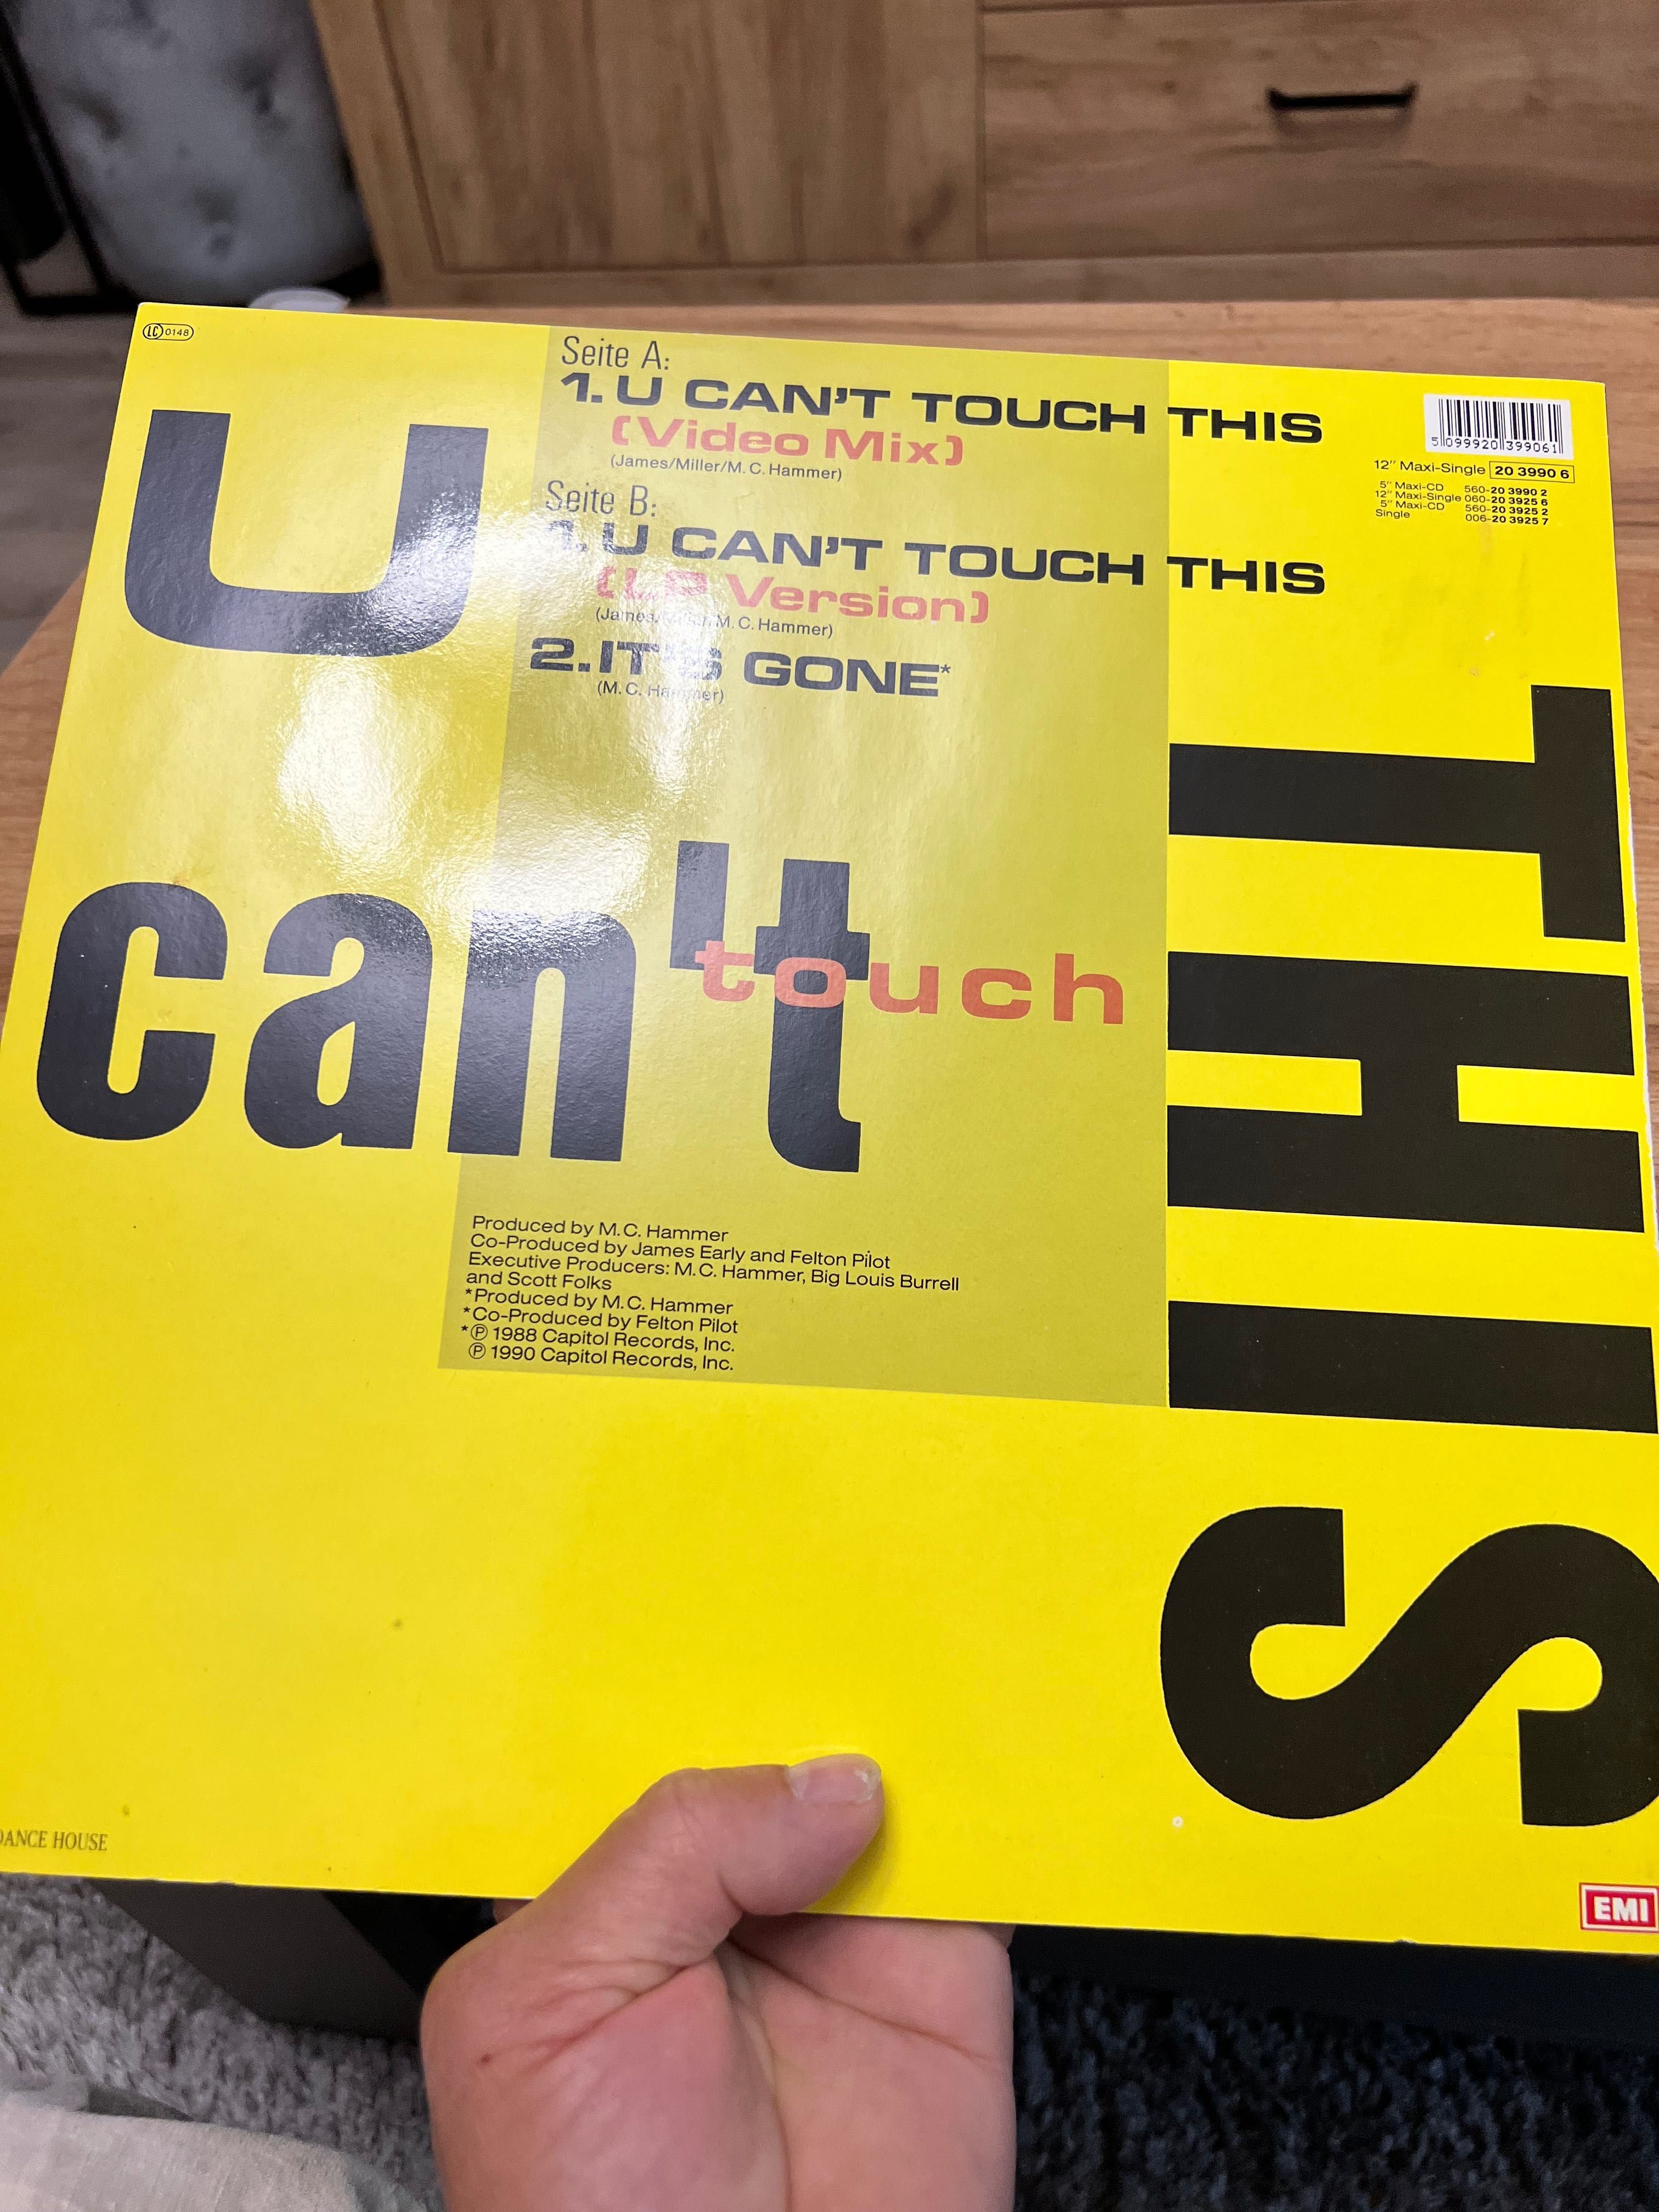 LC 0148
Seite A:
1. U CAN'T TOUCH THIS
(Video Mix)
(James/Miller/M. C. Hammer)
Seite B:
1. U CAN'T TOUCH THIS
(LP Version)
(James/Miller/M. C. Hammer)
2. IT'S GONE*
(M. C. Hammer)
5 099920 399061
12" Maxi-Single 20 3990 6
5" Maxi-CD 560-20 3990 2
12" Maxi-Single 060-20 3925 6
5" Maxi-CD 560-20 3925 2
Single 006-20 3925 7
U
can't
touch
THIS
Produced by M. C. Hammer
Co-Produced by James Early and Felton Pilot
Executive Producers: M. C. Hammer, Big Louis Burrell
and Scott Folks
*Produced by M. C. Hammer
*Co-Produced by Felton Pilot
*℗ 1988 Capitol Records, Inc.
℗ 1990 Capitol Records, Inc.
DANCE HOUSE
EMI